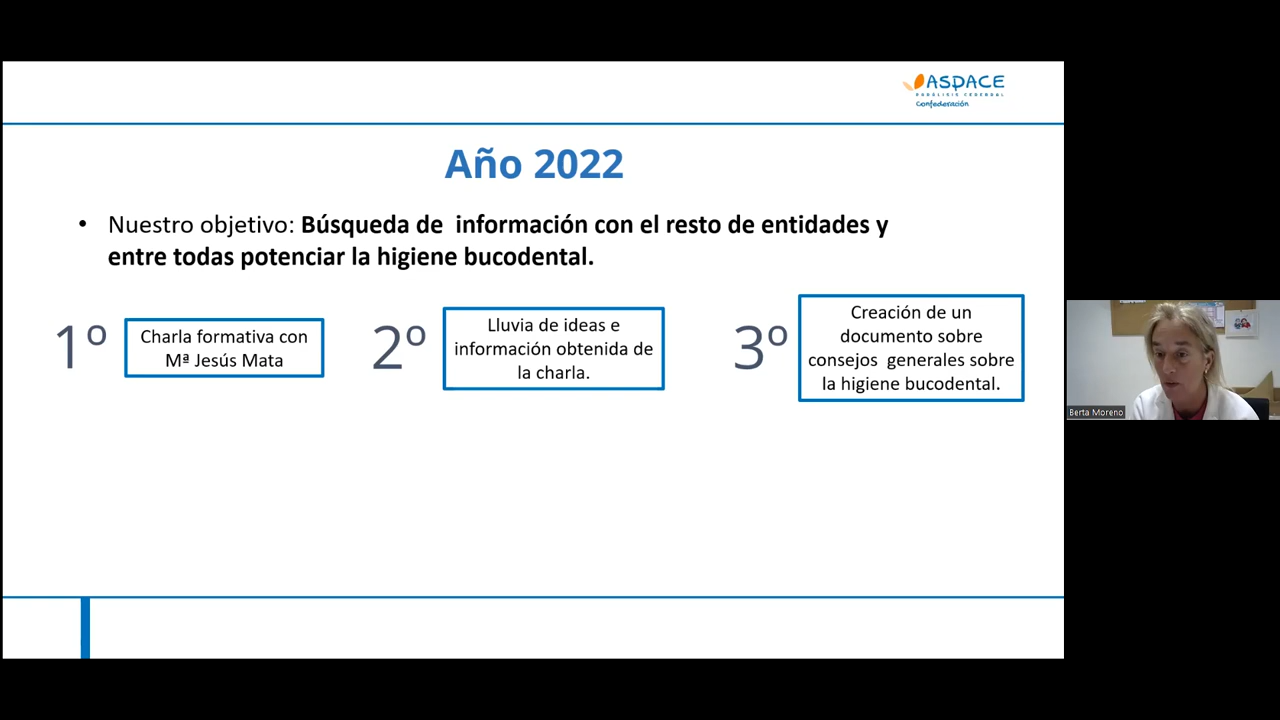 ASPACE
PARÁLISIS CEREBRAL
Confederación
Año 2022
• Nuestro objetivo: Búsqueda de información con el resto de entidades y
entre todas potenciar la higiene bucodental.
1º
Charla formativa con
Mª Jesús Mata
2º
Lluvia de ideas e
información obtenida de
la charla.
3º
Creación de un
documento sobre
consejos generales sobre
la higiene bucodental.
Berta Moreno